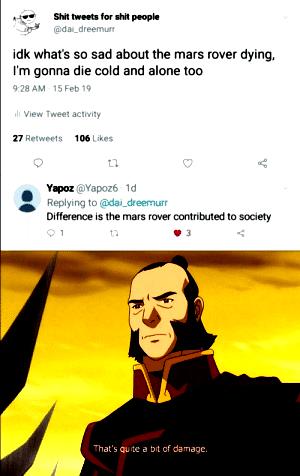 Shit tweets for shit people
@dai_dreemurr
idk what's so sad about the mars rover dying,
I'm gonna die cold and alone too
9:28 AM · 15 Feb 19
View Tweet activity
27 Retweets 106 Likes
Yapoz @Yapoz6 · 1d
Replying to @dai_dreemurr
Difference is the mars rover contributed to society
1 3
That's quite a bit of damage.